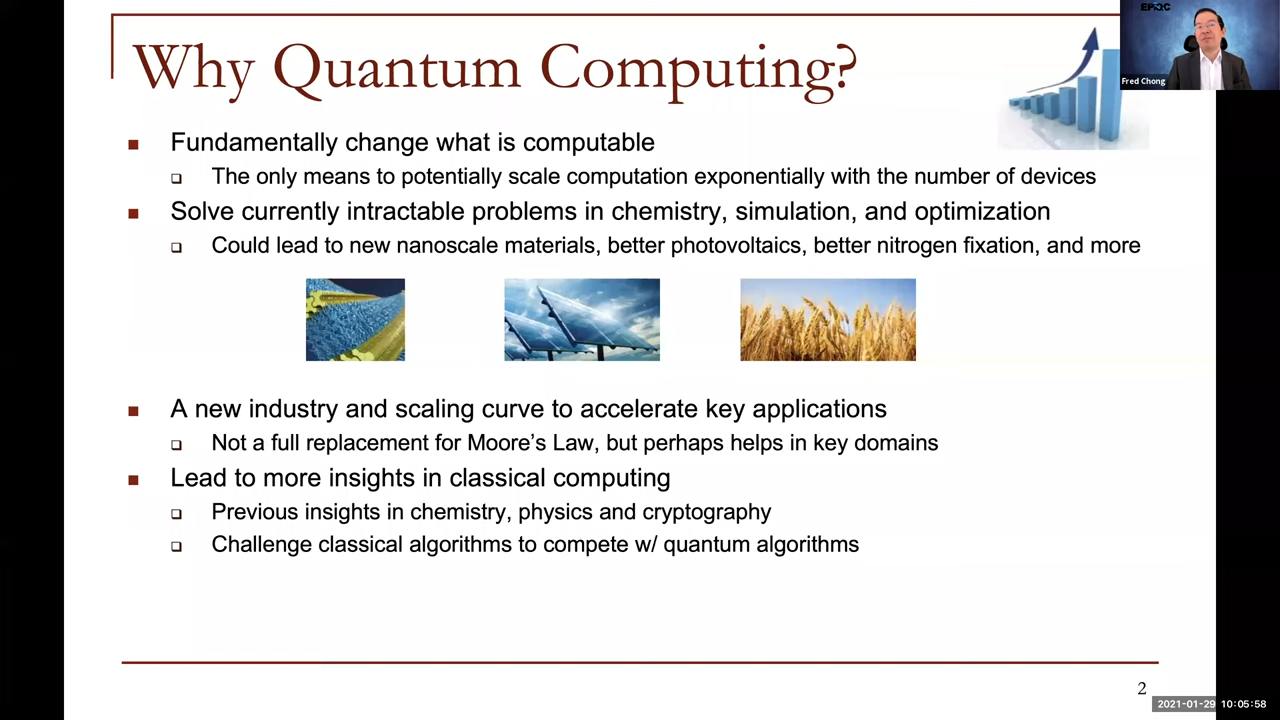 EPiQC
Fred Chong
Why Quantum Computing?
Fundamentally change what is computable
The only means to potentially scale computation exponentially with the number of devices
Solve currently intractable problems in chemistry, simulation, and optimization
Could lead to new nanoscale materials, better photovoltaics, better nitrogen fixation, and more
A new industry and scaling curve to accelerate key applications
Not a full replacement for Moore’s Law, but perhaps helps in key domains
Lead to more insights in classical computing
Previous insights in chemistry, physics and cryptography
Challenge classical algorithms to compete w/ quantum algorithms
2
2021-01-29 10:05:58